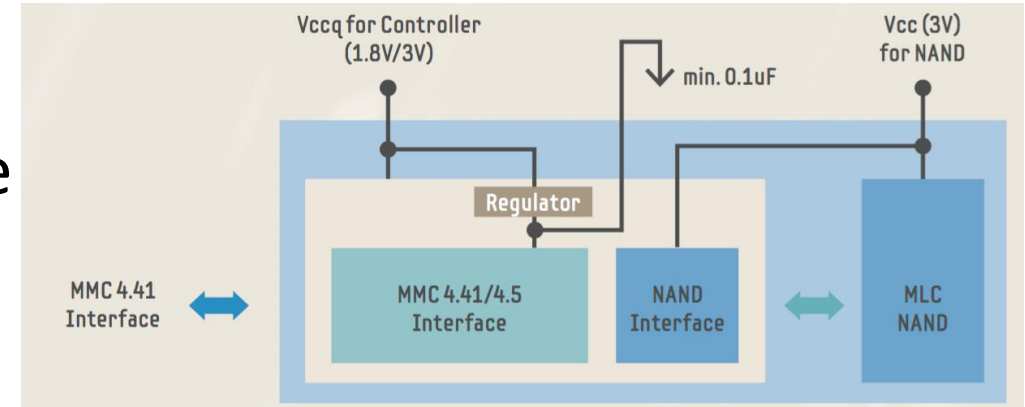 Vccq for Controller
(1.8V/3V)
Vcc (3V)
for NAND
min. 0.1uF
e
Regulator
MMC 4.41
Interface
MMC 4.41/4.5
Interface
NAND
Interface
MLC
NAND